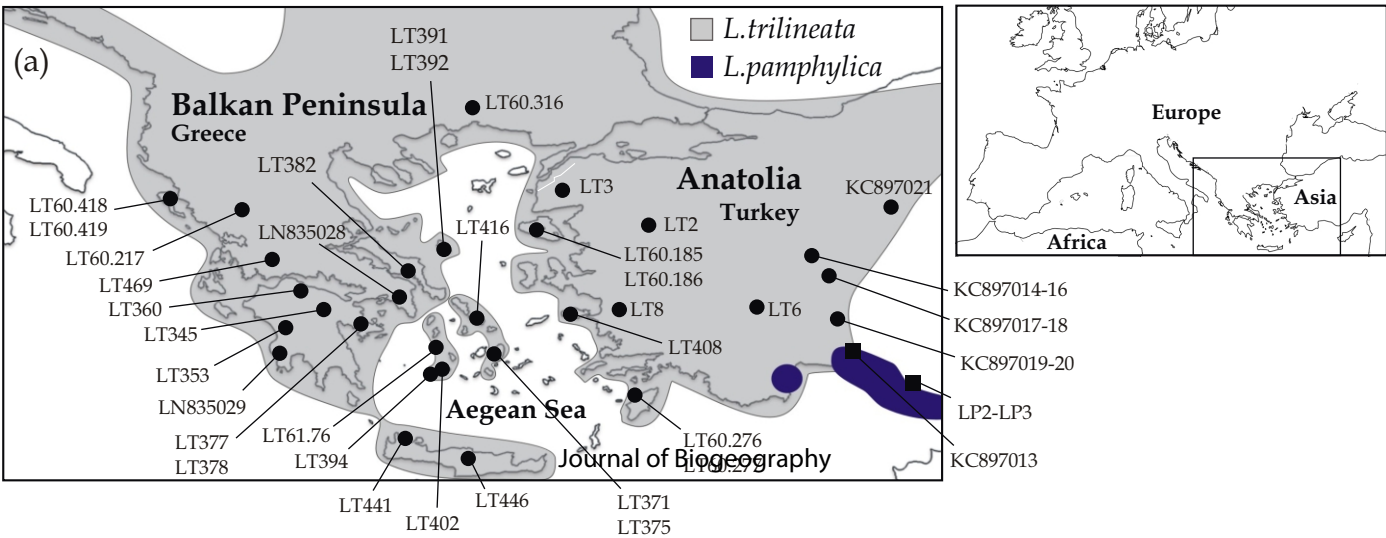 (a)
L.trilineata
L.pamphylica
LT391
LT392
Balkan Peninsula
Greece
LT60.316
LT382
LT3
Anatolia
Turkey
KC897021
LT60.418
LT60.419
LN835028
LT416
LT2
LT60.217
LT60.185
LT60.186
LT469
LT360
LT8
LT6
LT345
LT408
LT353
LN835029
Aegean Sea
LT61.76
LT377
LT378
LT394
LT60.276
LT60.277
Journal of Biogeography
LT441
LT402
LT446
LT371
LT375
KC897014-16
KC897017-18
KC897019-20
LP2-LP3
KC897013
Europe
Asia
Africa